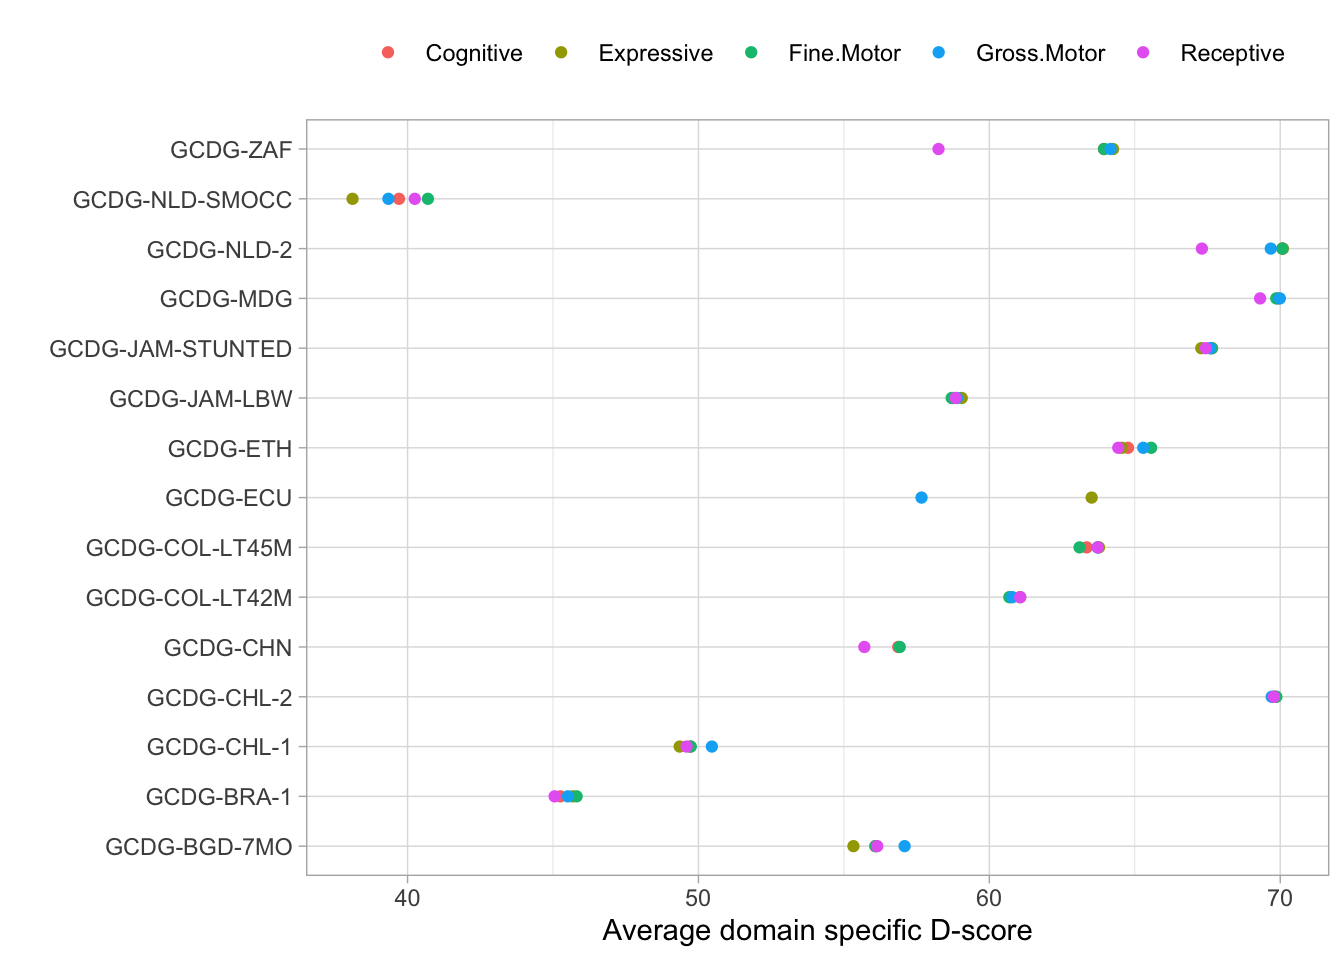 Cognitive Expressive Fine.Motor Gross.Motor Receptive
GCDG-ZAF
GCDG-NLD-SMOCC
GCDG-NLD-2
GCDG-MDG
GCDG-JAM-STUNTED
GCDG-JAM-LBW
GCDG-ETH
GCDG-ECU
GCDG-COL-LT45M
GCDG-COL-LT42M
GCDG-CHN
GCDG-CHL-2
GCDG-CHL-1
GCDG-BRA-1
GCDG-BGD-7MO
40 50 60 70
Average domain specific D-score